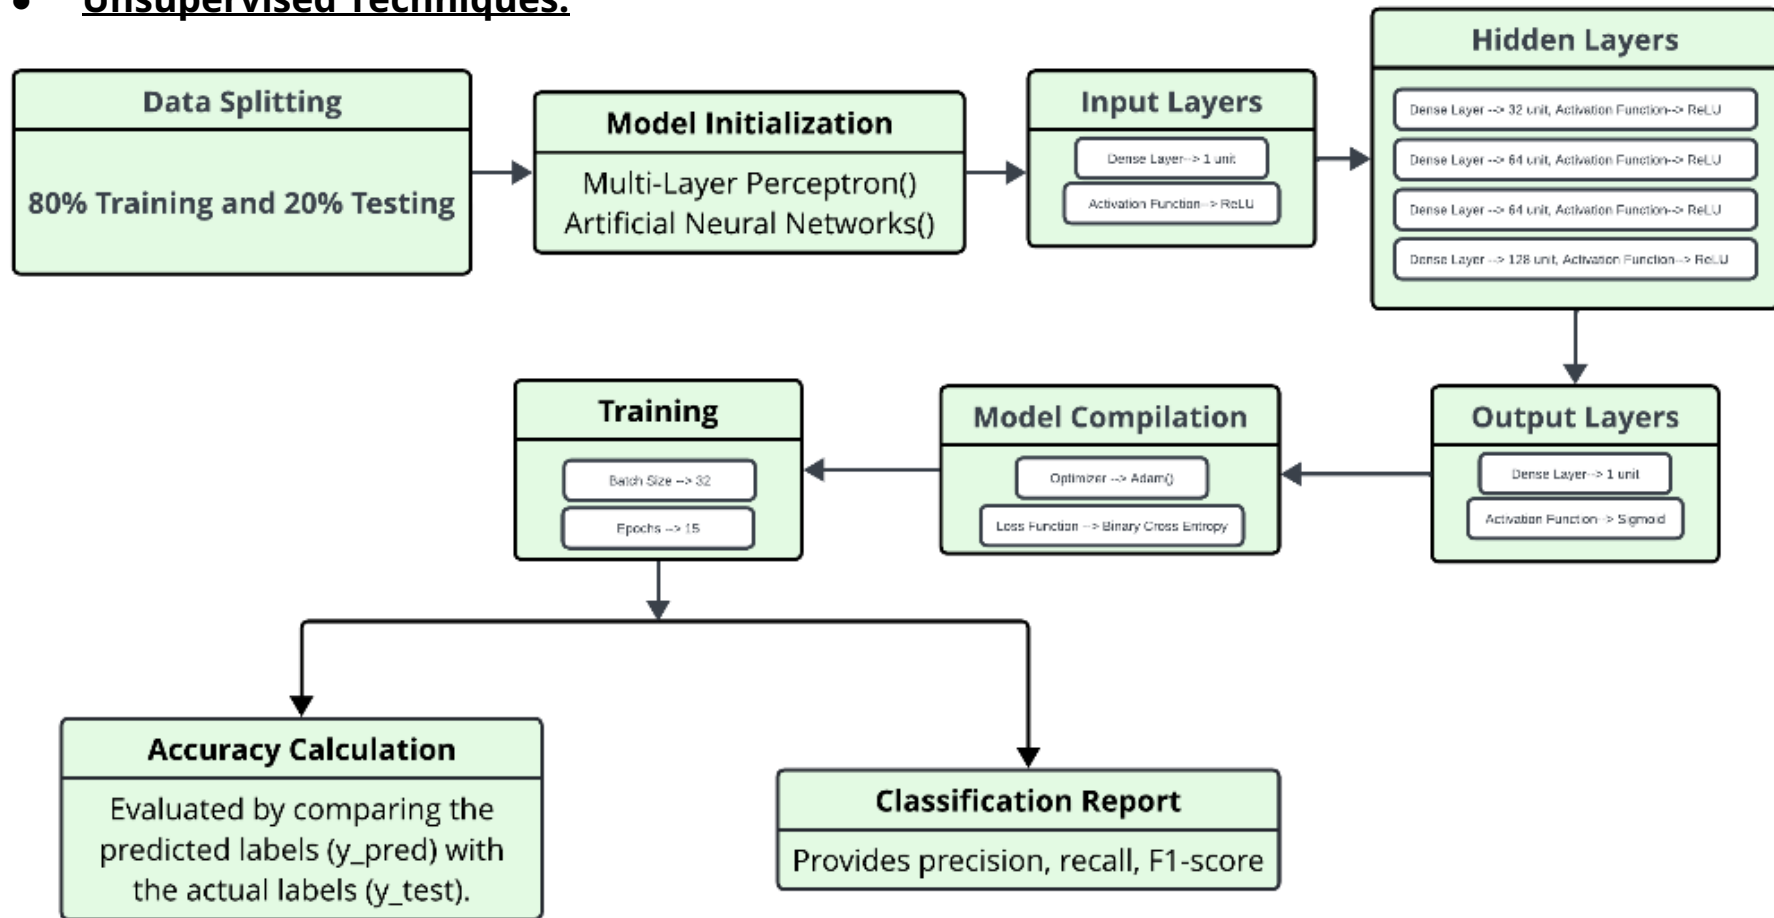 ● Unsupervised Techniques:
Data Splitting
80% Training and 20% Testing
Model Initialization
Multi-Layer Perceptron()
Artificial Neural Networks()
Input Layers
Dense Layer--> 1 unit
Activation Function--> ReLU
Hidden Layers
Dense Layer --> 32 unit, Activation Function--> ReLU
Dense Layer --> 64 unit, Activation Function--> ReLU
Dense Layer --> 64 unit, Activation Function--> ReLU
Dense Layer --> 128 unit, Activation Function--> ReLU
Output Layers
Dense Layer--> 1 unit
Activation Function--> Sigmoid
Model Compilation
Optimizer --> Adam()
Loss Function --> Binary Cross Entropy
Training
Batch Size --> 32
Epochs --> 15
Accuracy Calculation
Evaluated by comparing the
predicted labels (y_pred) with
the actual labels (y_test).
Classification Report
Provides precision, recall, F1-score